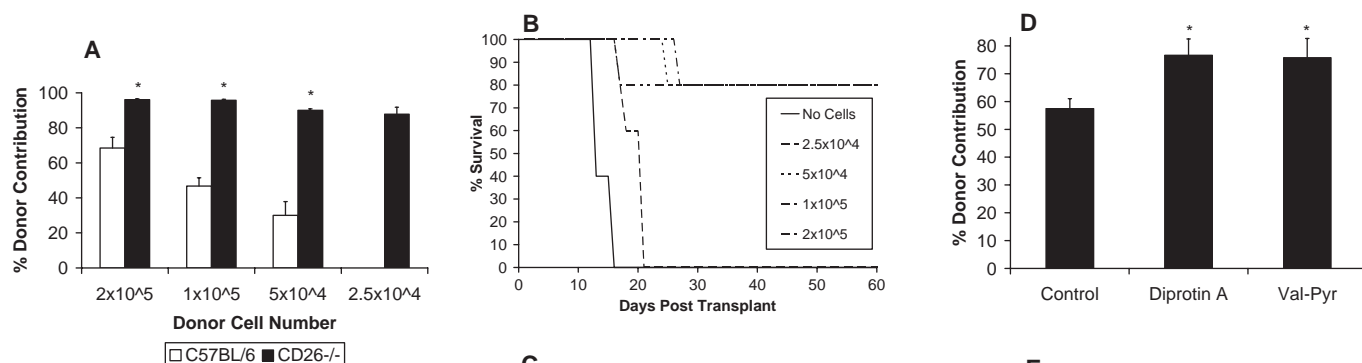 A
% Donor Contribution
100
80
60
40
20
0
* * *
2x10^5 1x10^5 5x10^4 2.5x10^4
Donor Cell Number
C57BL/6 CD26-/-
B
% Survival
100
90
80
70
60
50
40
30
20
10
0
No Cells
2.5x10^4
5x10^4
1x10^5
2x10^5
0 10 20 30 40 50 60
Days Post Transplant
D
% Donor Contribution
80
70
60
50
40
30
20
10
0
* *
Control Diprotin A Val-Pyr